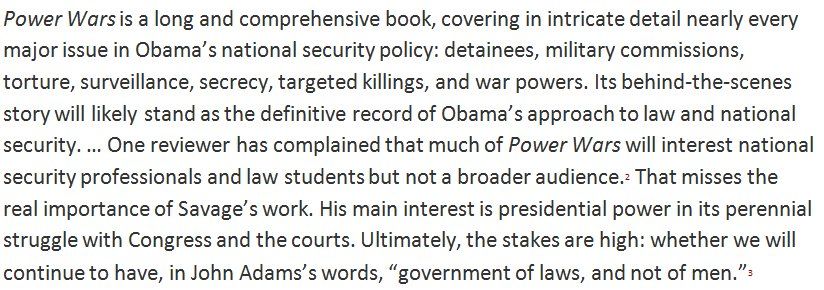 Power Wars is a long and comprehensive book, covering in intricate detail nearly every
major issue in Obama’s national security policy: detainees, military commissions,
torture, surveillance, secrecy, targeted killings, and war powers. Its behind-the-scenes
story will likely stand as the definitive record of Obama’s approach to law and national
security. ... One reviewer has complained that much of Power Wars will interest national
security professionals and law students but not a broader audience.2 That misses the
real importance of Savage’s work. His main interest is presidential power in its perennial
struggle with Congress and the courts. Ultimately, the stakes are high: whether we will
continue to have, in John Adams’s words, “government of laws, and not of men.”3